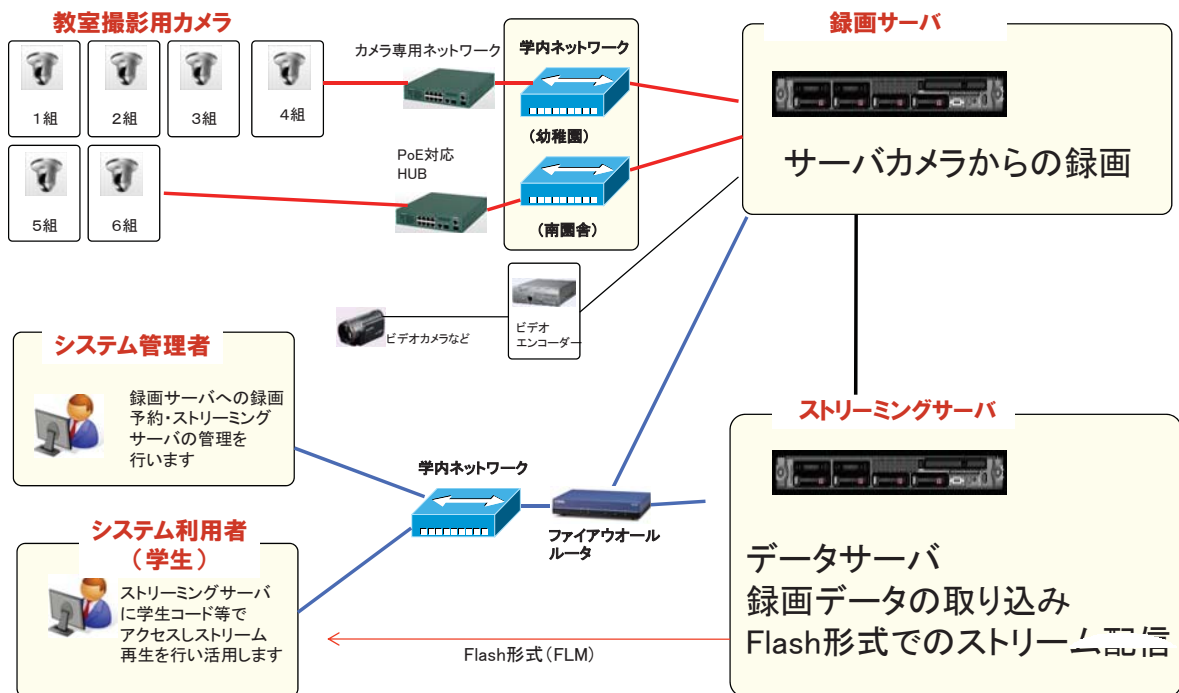 教室撮影用カメラ
1組
2組
3組
4組
5組
6組
カメラ専用ネットワーク
PoE対応
HUB
学内ネットワーク
(幼稚園)
(南園舎)
録画サーバ
サーバカメラからの録画
ビデオカメラなど
ビデオ
エンコーダー
システム管理者
録画サーバへの録画
予約・ストリーミング
サーバの管理を
行います
学内ネットワーク
ファイアウオール
ルータ
システム利用者
(学生)
ストリーミングサーバ
に学生コード等で
アクセスしストリーム
再生を行い活用します
Flash形式(FLM)
ストリーミングサーバ
データサーバ
録画データの取り込み
Flash形式でのストリーム配信